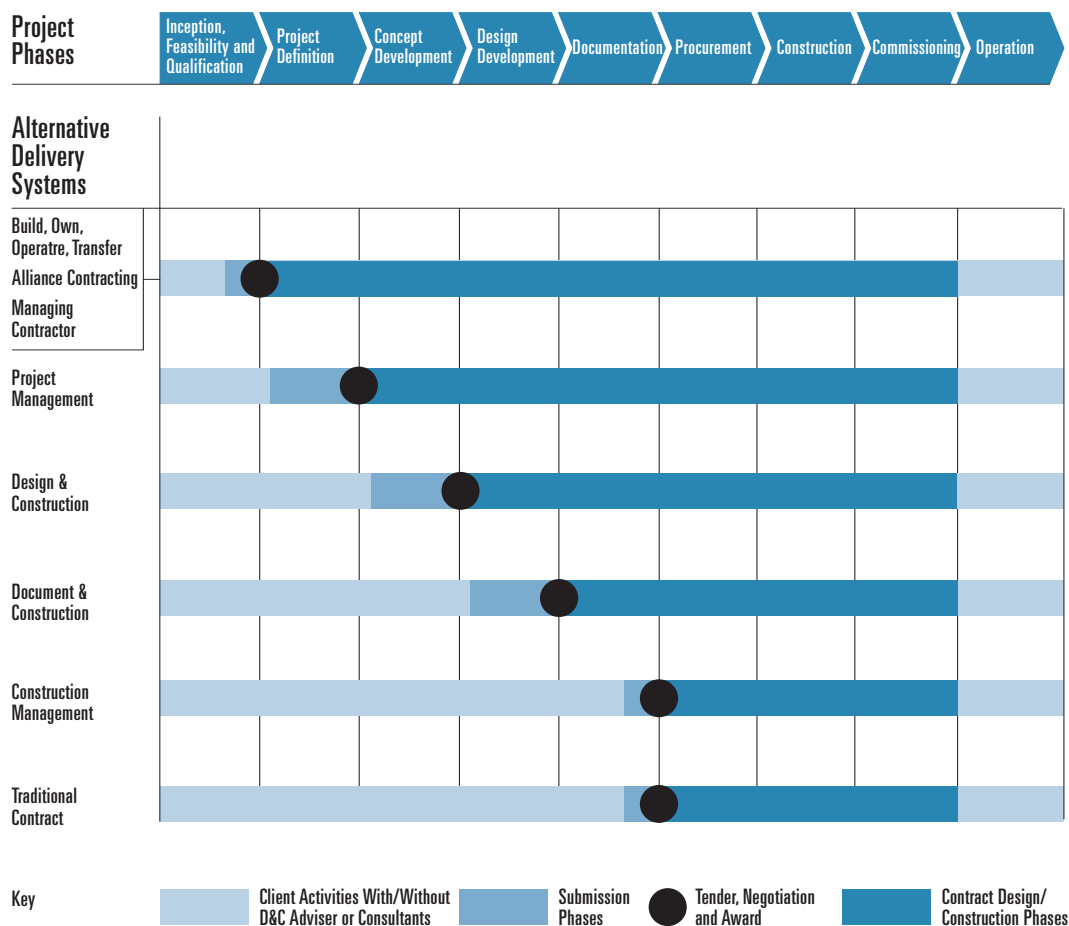 Project
Phases
Inception,
Feasibility and
Qualification
Project
Definition
Concept
Development
Design
Development
Documentation
Procurement
Construction
Commissioning
Operation
Alternative
Delivery
Systems
Build, Own,
Operatre, Transfer
Alliance Contracting
Managing
Contractor
Project
Management
Design &
Construction
Document &
Construction
Construction
Management
Traditional
Contract
Key
Client Activities With/Without
D&C Adviser or Consultants
Submission
Phases
Tender, Negotiation
and Award
Contract Design/
Construction Phases